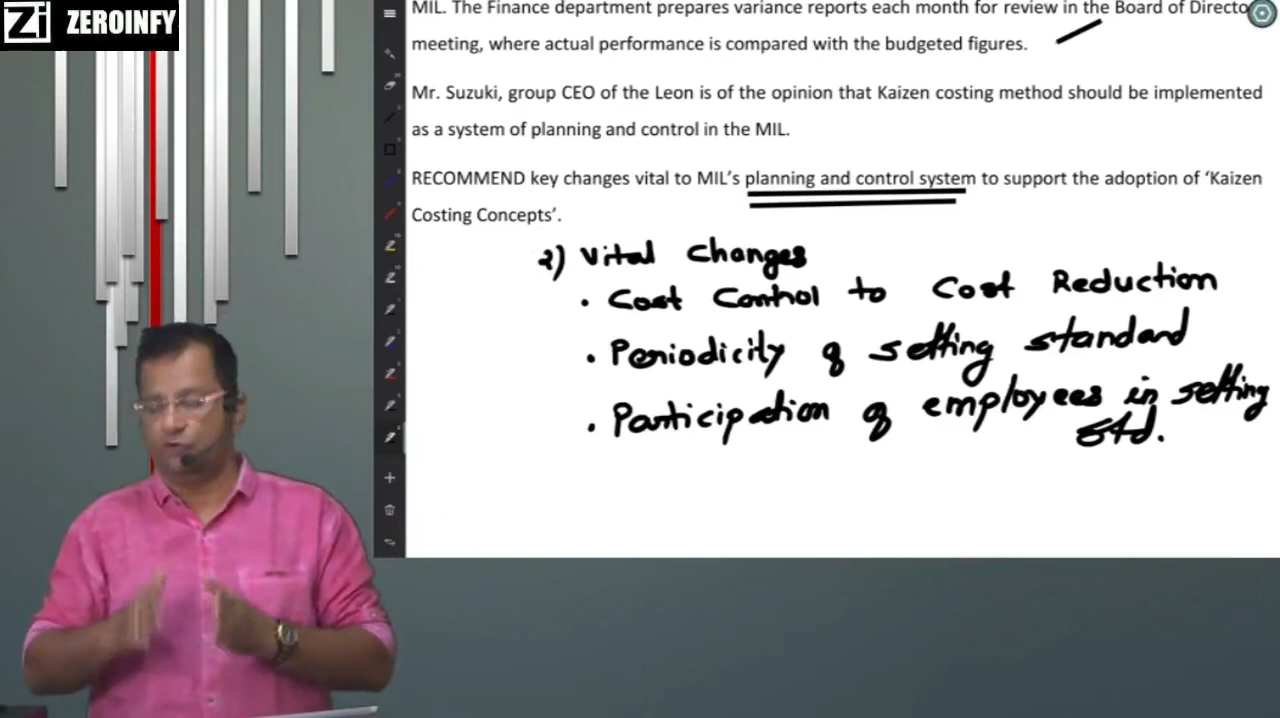 Zi ZEROINFY
MIL. The Finance department prepares variance reports each month for review in the Board of Directo
meeting, where actual performance is compared with the budgeted figures.
Mr. Suzuki, group CEO of the Leon is of the opinion that Kaizen costing method should be implemented
as a system of planning and control in the MIL.
RECOMMEND key changes vital to MIL's planning and control system to support the adoption of 'Kaizen
Costing Concepts'.
2) Vital Changes
• Cost Control to Cost Reduction
• Periodicity of setting standard
• Participation of employees in setting
std.